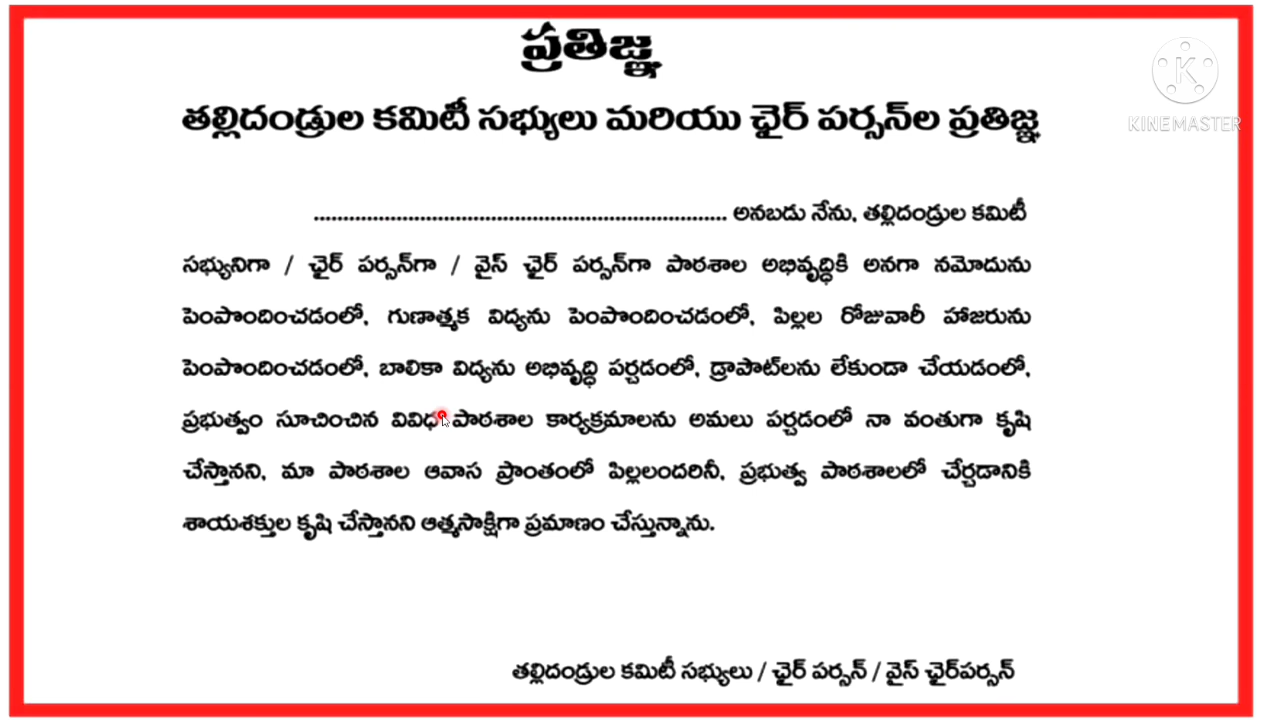 ప్రతిజ్ఞ
తల్లిదండ్రుల కమిటీ సభ్యులు మరియు ఛైర్ పర్సన్‌ల ప్రతిజ్ఞ
KINEMASTER
...................................................................... అనబడు నేను, తల్లిదండ్రుల కమిటీ
సభ్యునిగా / ఛైర్ పర్సన్‌గా / వైస్ ఛైర్ పర్సన్‌గా పాఠశాల అభివృద్ధికి అనగా నమోదును
పెంపొందించడంలో, గుణాత్మక విద్యను పెంపొందించడంలో, పిల్లల రోజువారీ హాజరును
పెంపొందించడంలో, బాలికా విద్యను అభివృద్ధి పర్చడంలో, డ్రాపౌట్‌లను లేకుండా చేయడంలో,
ప్రభుత్వం సూచించిన వివిధ పాఠశాల కార్యక్రమాలను అమలు పర్చడంలో నా వంతుగా కృషి
చేస్తానని, మా పాఠశాల ఆవాస ప్రాంతంలో పిల్లలందరినీ, ప్రభుత్వ పాఠశాలలో చేర్చడానికి
శాయశక్తుల కృషి చేస్తానని ఆత్మసాక్షిగా ప్రమాణం చేస్తున్నాను.
తల్లిదండ్రుల కమిటీ సభ్యులు / ఛైర్ పర్సన్ / వైస్ ఛైర్‌పర్సన్